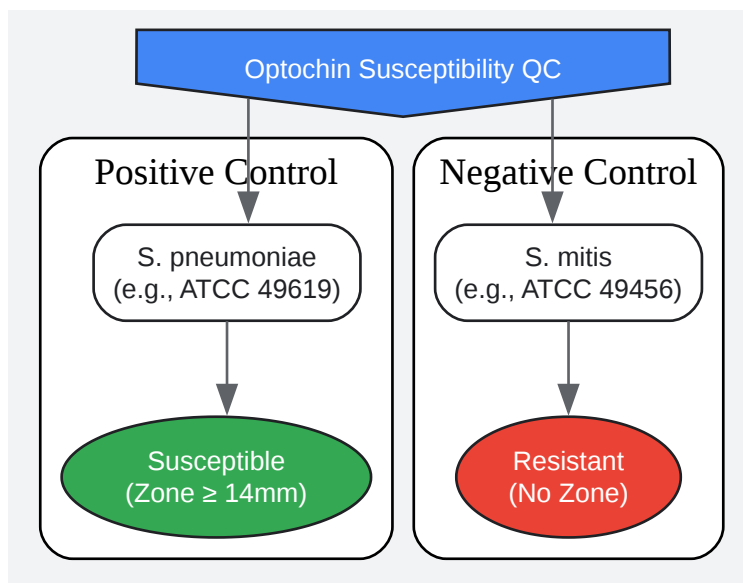 Optochin Susceptibility QC
Positive Control
S. pneumoniae
(e.g., ATCC 49619)
Susceptible
(Zone ≥ 14mm)
Negative Control
S. mitis
(e.g., ATCC 49456)
Resistant
(No Zone)